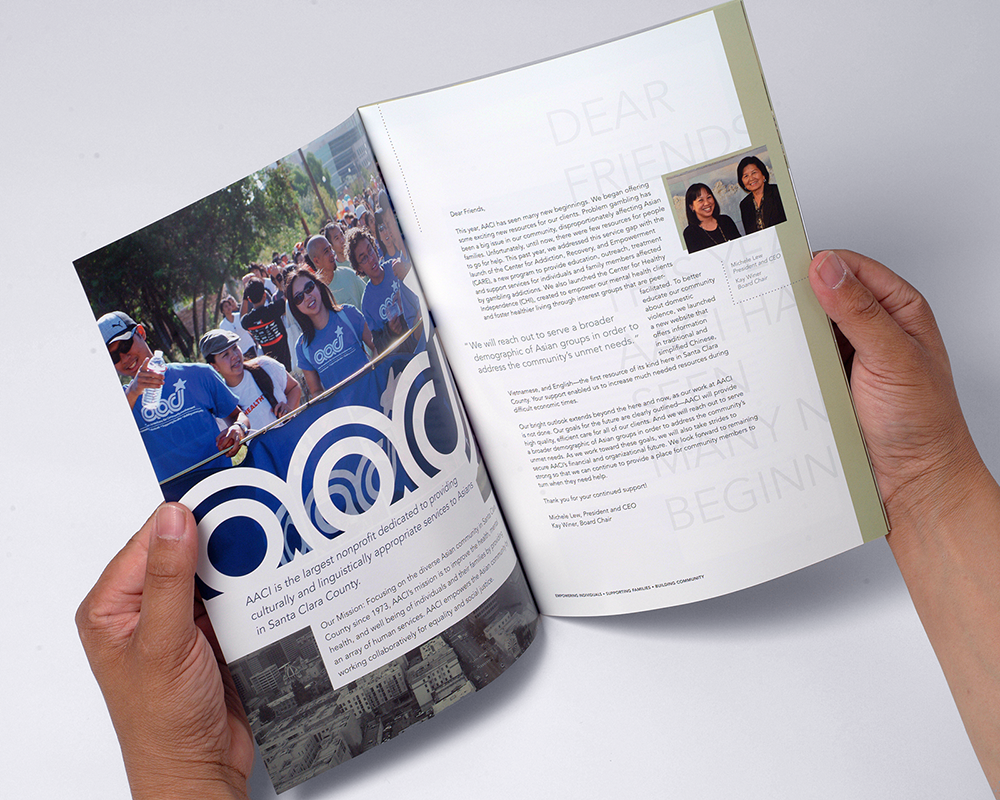 aaci
aaci
aaci
AACI is the largest nonprofit dedicated to providing
culturally and linguistically appropriate services to Asians
in Santa Clara County.
Our Mission: Focusing on the diverse Asian community in Santa Clara
County since 1973, AACI's mission is to improve the health, mental
health, and well being of individuals and their families by providing
an array of human services. AACI empowers the Asian community by
working collaboratively for equality and social justice.
DEAR
FRIENDS
BEEN
MANY N
BEGINN
Dear Friends,
This year, AACI has seen many new beginnings. We began offering
some exciting new resources for our clients. Problem gambling has
been a big issue in our community, disproportionately affecting Asian
families. Unfortunately, until now, there were few resources for people
to go for help. This past year, we addressed this service gap with the
launch of the Center for Addiction, Recovery, and Empowerment
(CARE), a new program to provide education, outreach, treatment
and support services for individuals and family members affected
by gambling addictions. We also launched the Center for Healthy
Independence (CHI), created to empower our mental health clients
and foster healthier living through interest groups that are peer-
facilitated. To better
educate our community
about domestic
violence, we launched
a new website that
offers information
in traditional and
simplified Chinese,
"We will reach out to serve a broader
demographic of Asian groups in order to
address the community's unmet needs."
Vietnamese, and English—the first resource of its kind here in Santa Clara
County. Your support enabled us to increase much needed resources during
difficult economic times.
Our bright outlook extends beyond the here and now, as our work at AACI
is not done. Our goals for the future are clearly outlined—AACI will provide
high quality, efficient care for all of our clients. And we will reach out to serve
a broader demographic of Asian groups in order to address the community's
unmet needs. As we work toward these goals, we will also take strides to
secure AACI's financial and organizational future. We look forward to remaining
strong so that we can continue to provide a place for community members to
turn when they need help.
Thank you for your continued support!
Michele Lew, President and CEO
Kay Winer, Board Chair
Michele Lew,
President and CEO
Kay Winer
Board Chair
EMPOWERING INDIVIDUALS • SUPPORTING FAMILIES • BUILDING COMMUNITY